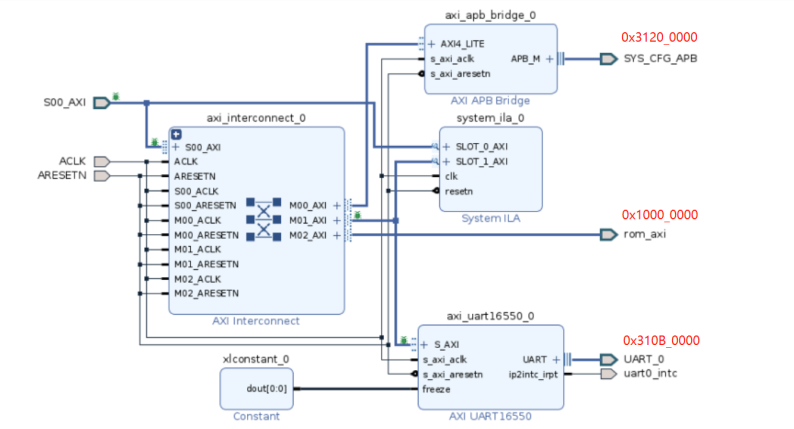 axi_apb_bridge_0
0x3120_0000
AXI4_LITE
s_axi_aclk
APB_M
SYS_CFG_APB
s_axi_aresetn
AXI APB Bridge
S00_AXI
axi_interconnect_0
system_ila_0
S00_AXI
SLOT_0_AXI
ACLK
ACLK
SLOT_1_AXI
ARESETN
ARESETN
clk
S00_ACLK
resetn
S00_ARESETN
M00_AXI
M00_ACLK
M01_AXI
System ILA
0x1000_0000
M00_ARESETN
M02_AXI
rom_axi
M01_ACLK
M01_ARESETN
M02_ACLK
M02_ARESETN
AXI Interconnect
axi_uart16550_0
0x310B_0000
S_AXI
xlconstant_0
s_axi_aclk
UART
UART_0
s_axi_aresetn
ip2intc_irpt
uart0_intc
dout[0:0]
freeze
Constant
AXI UART16550